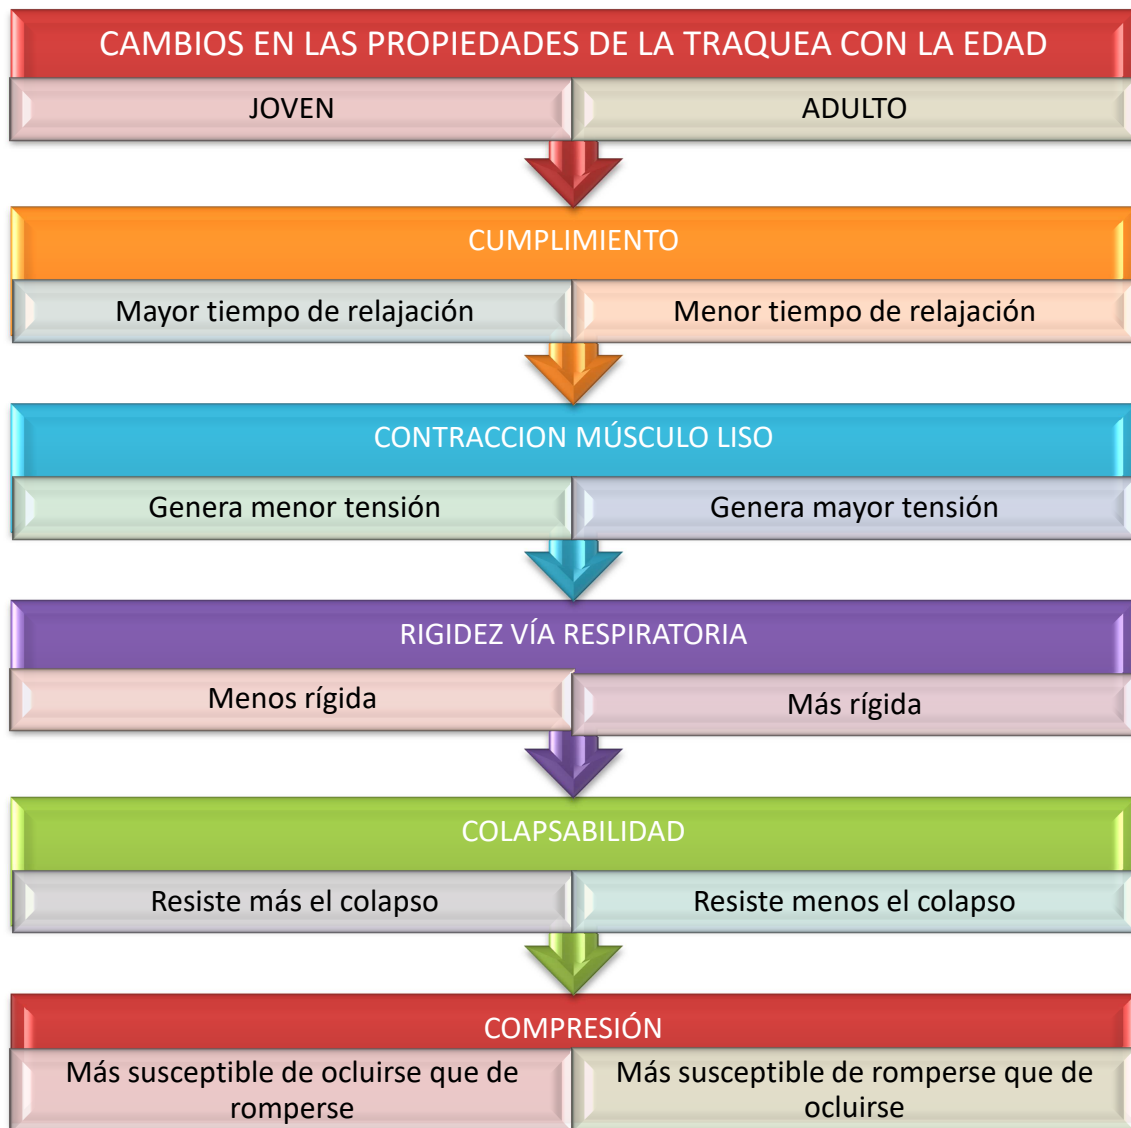 CAMBIOS EN LAS PROPIEDADES DE LA TRAQUEA CON LA EDAD
JOVEN
ADULTO
CUMPLIMIENTO
Mayor tiempo de relajación
Menor tiempo de relajación
CONTRACCION MÚSCULO LISO
Genera menor tensión
Genera mayor tensión
RIGIDEZ VÍA RESPIRATORIA
Menos rígida
Más rígida
COLAPSABILIDAD
Resiste más el colapso
Resiste menos el colapso
COMPRESIÓN
Más susceptible de ocluirse que de
romperse
Más susceptible de romperse que de
ocluirse